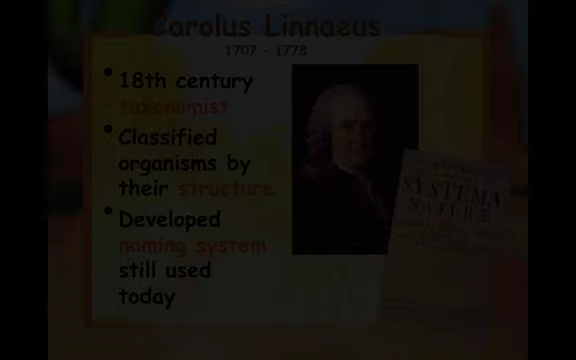 Carolus Linnaeus
1707 - 1778
• 18th century
taxonomist
• Classified
organisms by
their structure
• Developed
naming system
still used
today
SYSTEMA
NATURÆ